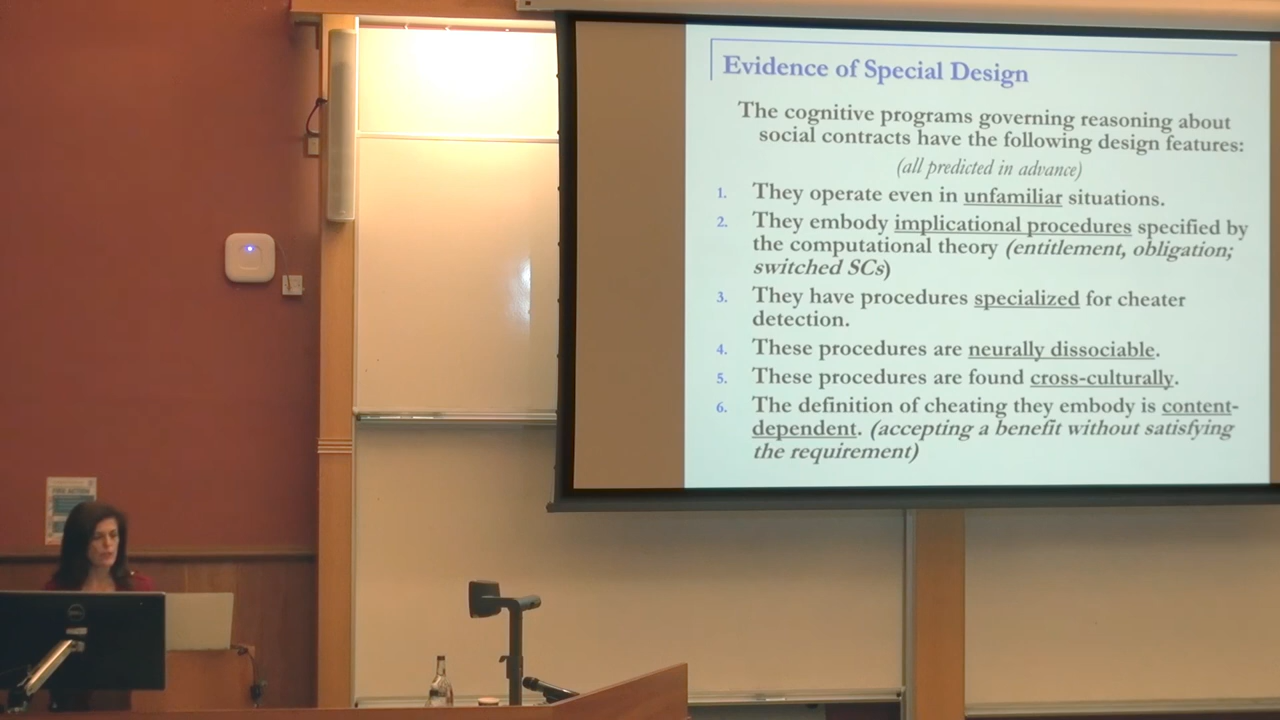 Evidence of Special Design
The cognitive programs governing reasoning about
social contracts have the following design features:
(all predicted in advance)
1. They operate even in unfamiliar situations.
2. They embody implicational procedures specified by
the computational theory (entitlement, obligation;
switched SCs)
3. They have procedures specialized for cheater
detection.
4. These procedures are neurally dissociable.
5. These procedures are found cross-culturally.
6. The definition of cheating they embody is content-
dependent. (accepting a benefit without satisfying
the requirement)